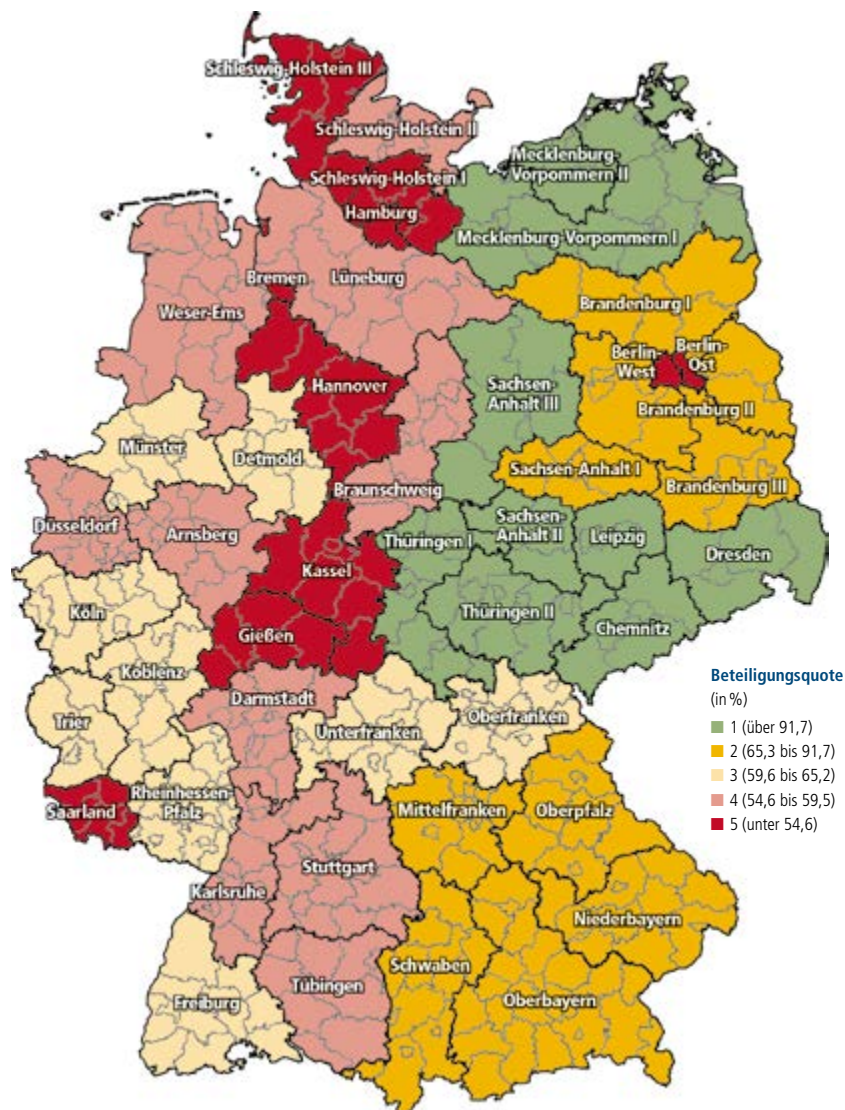 Schleswig-Holstein III
Schleswig-Holstein II
Schleswig-Holstein I
Hamburg
Mecklenburg-
Vorpommern II
Mecklenburg-Vorpommern I
Bremen
Lüneburg
Weser-Ems
Brandenburg I
Berlin-
West
Berlin-
Ost
Hannover
Sachsen-
Anhalt III
Brandenburg II
Münster
Detmold
Sachsen-Anhalt I
Brandenburg III
Braunschweig
Düsseldorf
Arnsberg
Thüringen I
Sachsen-
Anhalt II
Leipzig
Dresden
Kassel
Köln
Thüringen II
Chemnitz
Gießen
Koblenz
Darmstadt
Trier
Unterfranken
Oberfranken
Saarland
Rheinhessen-
Pfalz
Mittelfranken
Oberpfalz
Stuttgart
Karlsruhe
Niederbayern
Schwaben
Tübingen
Freiburg
Oberbayern
Beteiligungsquote
(in %)
1 (über 91,7)
2 (65,3 bis 91,7)
3 (59,6 bis 65,2)
4 (54,6 bis 59,5)
5 (unter 54,6)